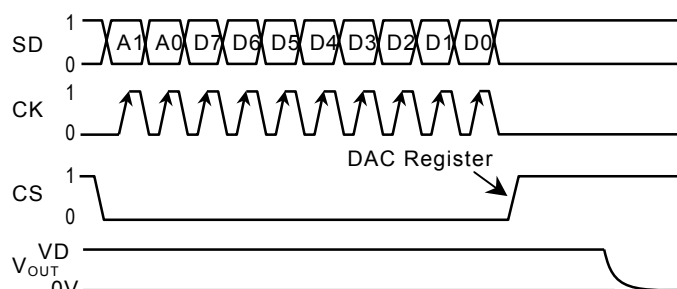 SD 1 0 A1 A0 D7 D6 D5 D4 D3 D2 D1 D0
CK 1 0
DAC Register
CS 1 0
VOUT VD 0V